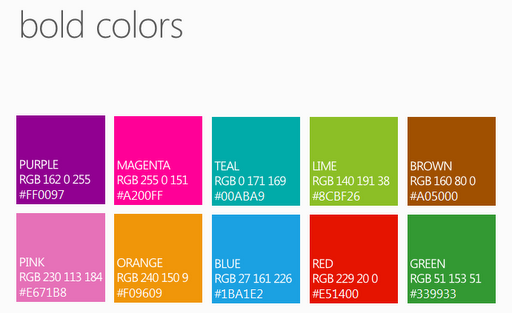 bold colors
PURPLE
RGB 162 0 255
#FF0097
MAGENTA
RGB 255 0 151
#A200FF
TEAL
RGB 0 171 169
#00ABA9
LIME
RGB 140 191 38
#8CBF26
BROWN
RGB 160 80 0
#A05000
PINK
RGB 230 113 184
#E671B8
ORANGE
RGB 240 150 9
#F09609
BLUE
RGB 27 161 226
#1BA1E2
RED
RGB 229 20 0
#E51400
GREEN
RGB 51 153 51
#339933